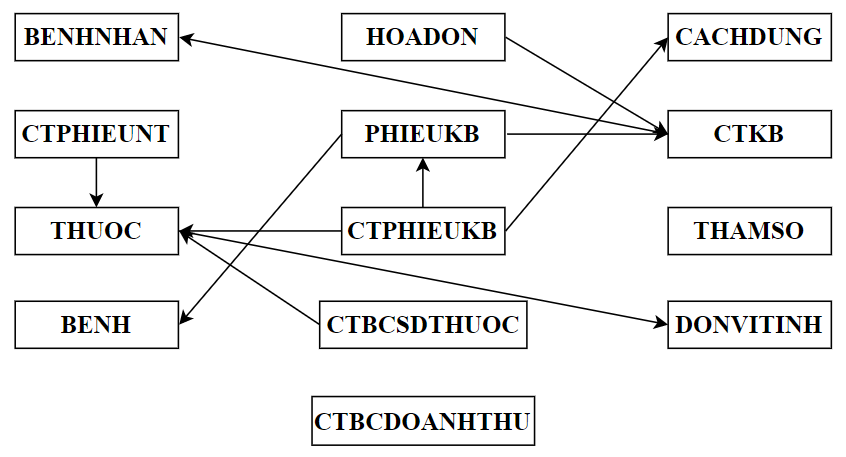 BENHNHAN
HOADON
CACHDUNG
CTPHIEUNT
PHIEUKB
CTKB
THUOC
CTPHIEUKB
THAMSO
BENH
CTBCSDTHUOC
DONVITINH
CTBCDOANHTHU